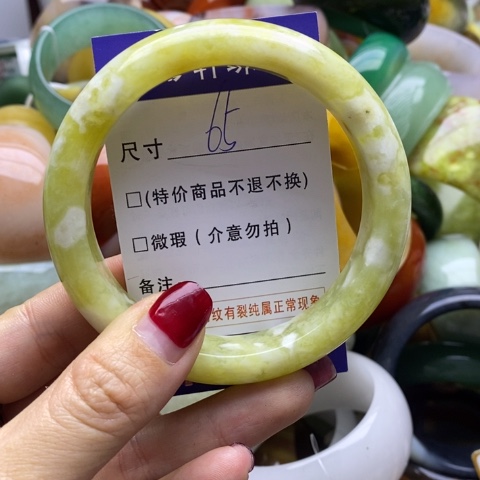 尺寸 65
□(特价商品不退不换)
□微瑕（介意勿拍）
备注
纹有裂纯属正常现象